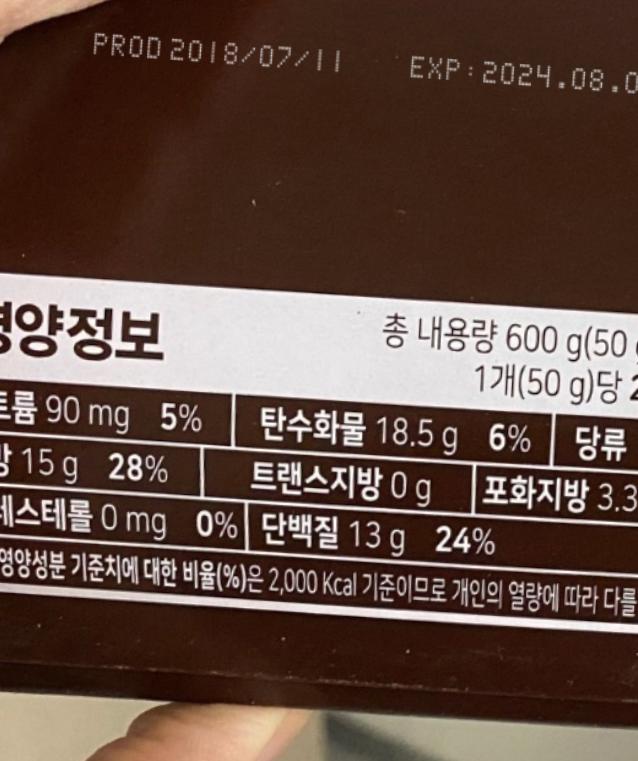 PROD 2018/07/11 EXP : 2024.08.0
영양정보
총 내용량 600 g(50
1개(50 g)당 2
트륨 90 mg 5% 탄수화물 18.5 g 6% 당류
방 15 g 28% 트랜스지방 0 g 포화지방 3.3
레스테롤 0 mg 0% 단백질 13 g 24%
영양성분 기준치에 대한 비율(%)은 2,000 Kcal 기준이므로 개인의 열량에 따라 다를